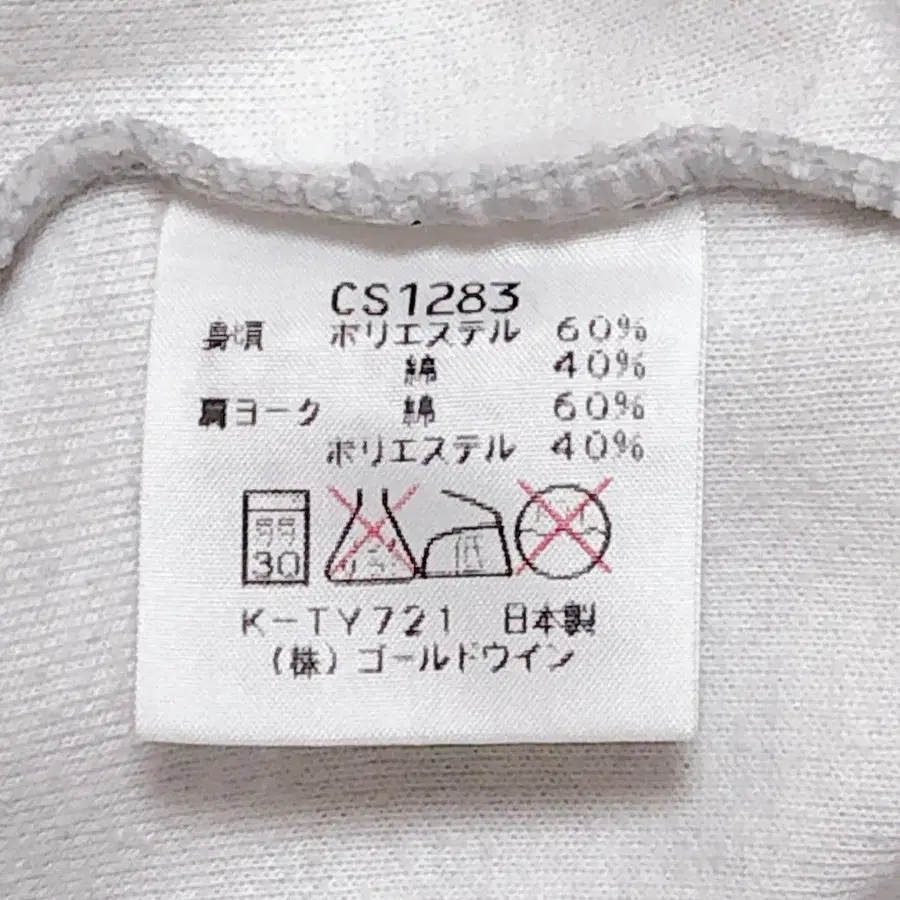 CS1283
身頃 ポリエステル 60%
綿 40%
肩ヨーク 綿 60%
ポリエステル 40%
30 低
K-TY721 日本製
(株)ゴールドウイン